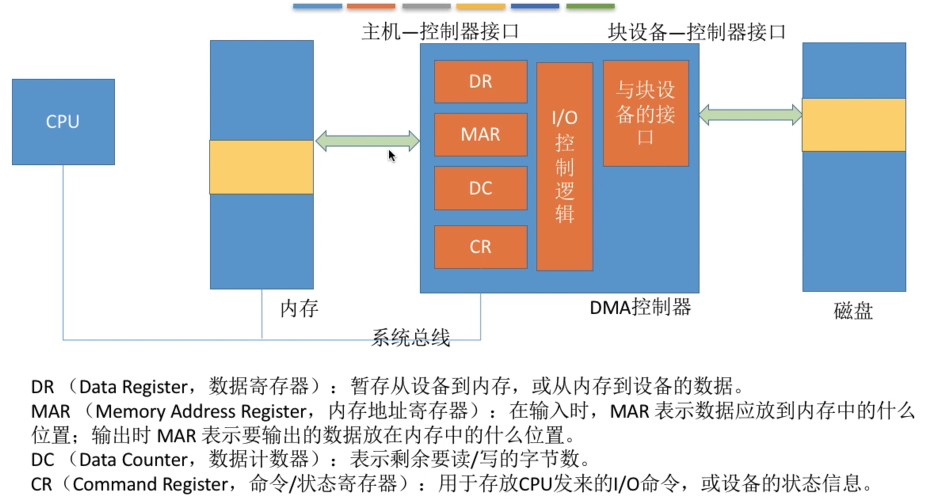 主机—控制器接口
块设备—控制器接口
CPU
DR
MAR
DC
CR
I/O
控
制
逻
辑
与块设
备的接
口
内存
DMA控制器
磁盘
系统总线
DR （Data Register，数据寄存器）：暂存从设备到内存，或从内存到设备的数据。
MAR （Memory Address Register，内存地址寄存器）：在输入时，MAR 表示数据应放到内存中的什么
位置；输出时 MAR 表示要输出的数据放在内存中的什么位置。
DC （Data Counter，数据计数器）：表示剩余要读/写的字节数。
CR（Command Register，命令/状态寄存器）：用于存放CPU发来的I/O命令，或设备的状态信息。